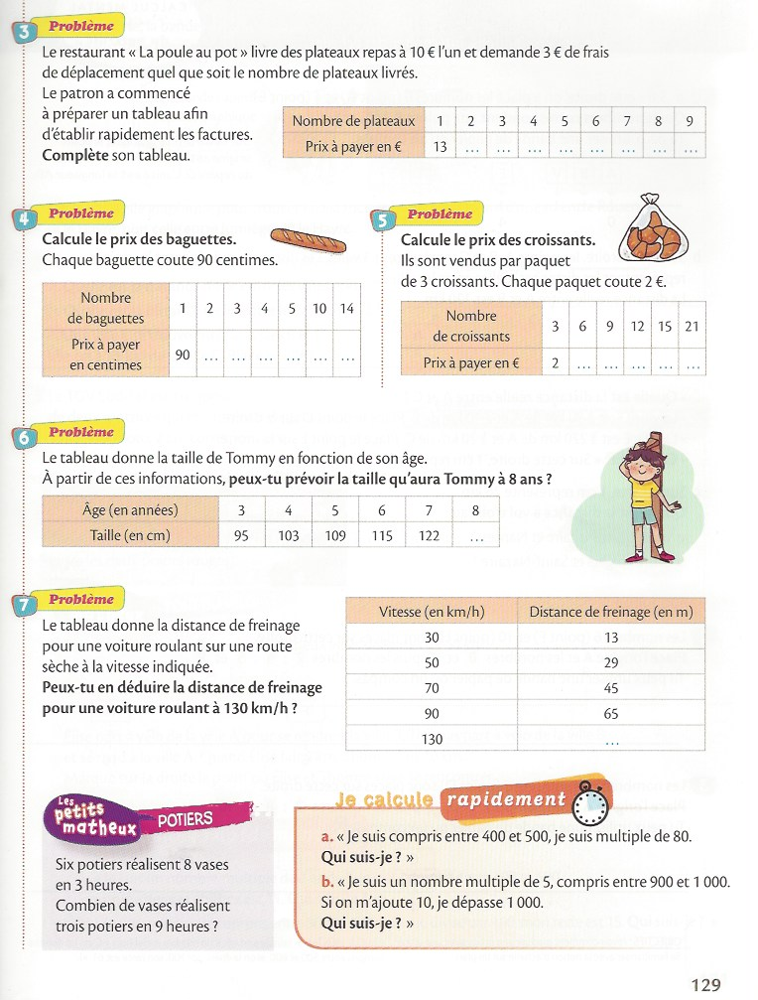 3 Problème
Le restaurant « La poule au pot » livre des plateaux repas à 10 € l'un et demande 3 € de frais
de déplacement quel que soit le nombre de plateaux livrés.
Le patron a commencé
à préparer un tableau afin
d'établir rapidement les factures.
Complète son tableau.
Nombre de plateaux 1 2 3 4 5 6 7 8 9
Prix à payer en € 13 ... ... ... ... ... ... ... ...
4 Problème
Calcule le prix des baguettes.
Chaque baguette coute 90 centimes.
Nombre
de baguettes 1 2 3 4 5 10 14
Prix à payer
en centimes 90 ... ... ... ... ... ...
5 Problème
Calcule le prix des croissants.
Ils sont vendus par paquet
de 3 croissants. Chaque paquet coute 2 €.
Nombre
de croissants 3 6 9 12 15 21
Prix à payer en € 2 ... ... ... ... ...
6 Problème
Le tableau donne la taille de Tommy en fonction de son âge.
À partir de ces informations, peux-tu prévoir la taille qu'aura Tommy à 8 ans ?
Âge (en années) 3 4 5 6 7 8
Taille (en cm) 95 103 109 115 122 ...
7 Problème
Le tableau donne la distance de freinage
pour une voiture roulant sur une route
sèche à la vitesse indiquée.
Peux-tu en déduire la distance de freinage
pour une voiture roulant à 130 km/h ?
Vitesse (en km/h) Distance de freinage (en m)
30 13
50 29
70 45
90 65
130 ...
Les
petits
matheux POTIERS
Six potiers réalisent 8 vases
en 3 heures.
Combien de vases réalisent
trois potiers en 9 heures ?
Je calcule rapidement
a. « Je suis compris entre 400 et 500, je suis multiple de 80.
Qui suis-je ? »
b. « Je suis un nombre multiple de 5, compris entre 900 et 1 000.
Si on m'ajoute 10, je dépasse 1 000.
Qui suis-je ? »
129